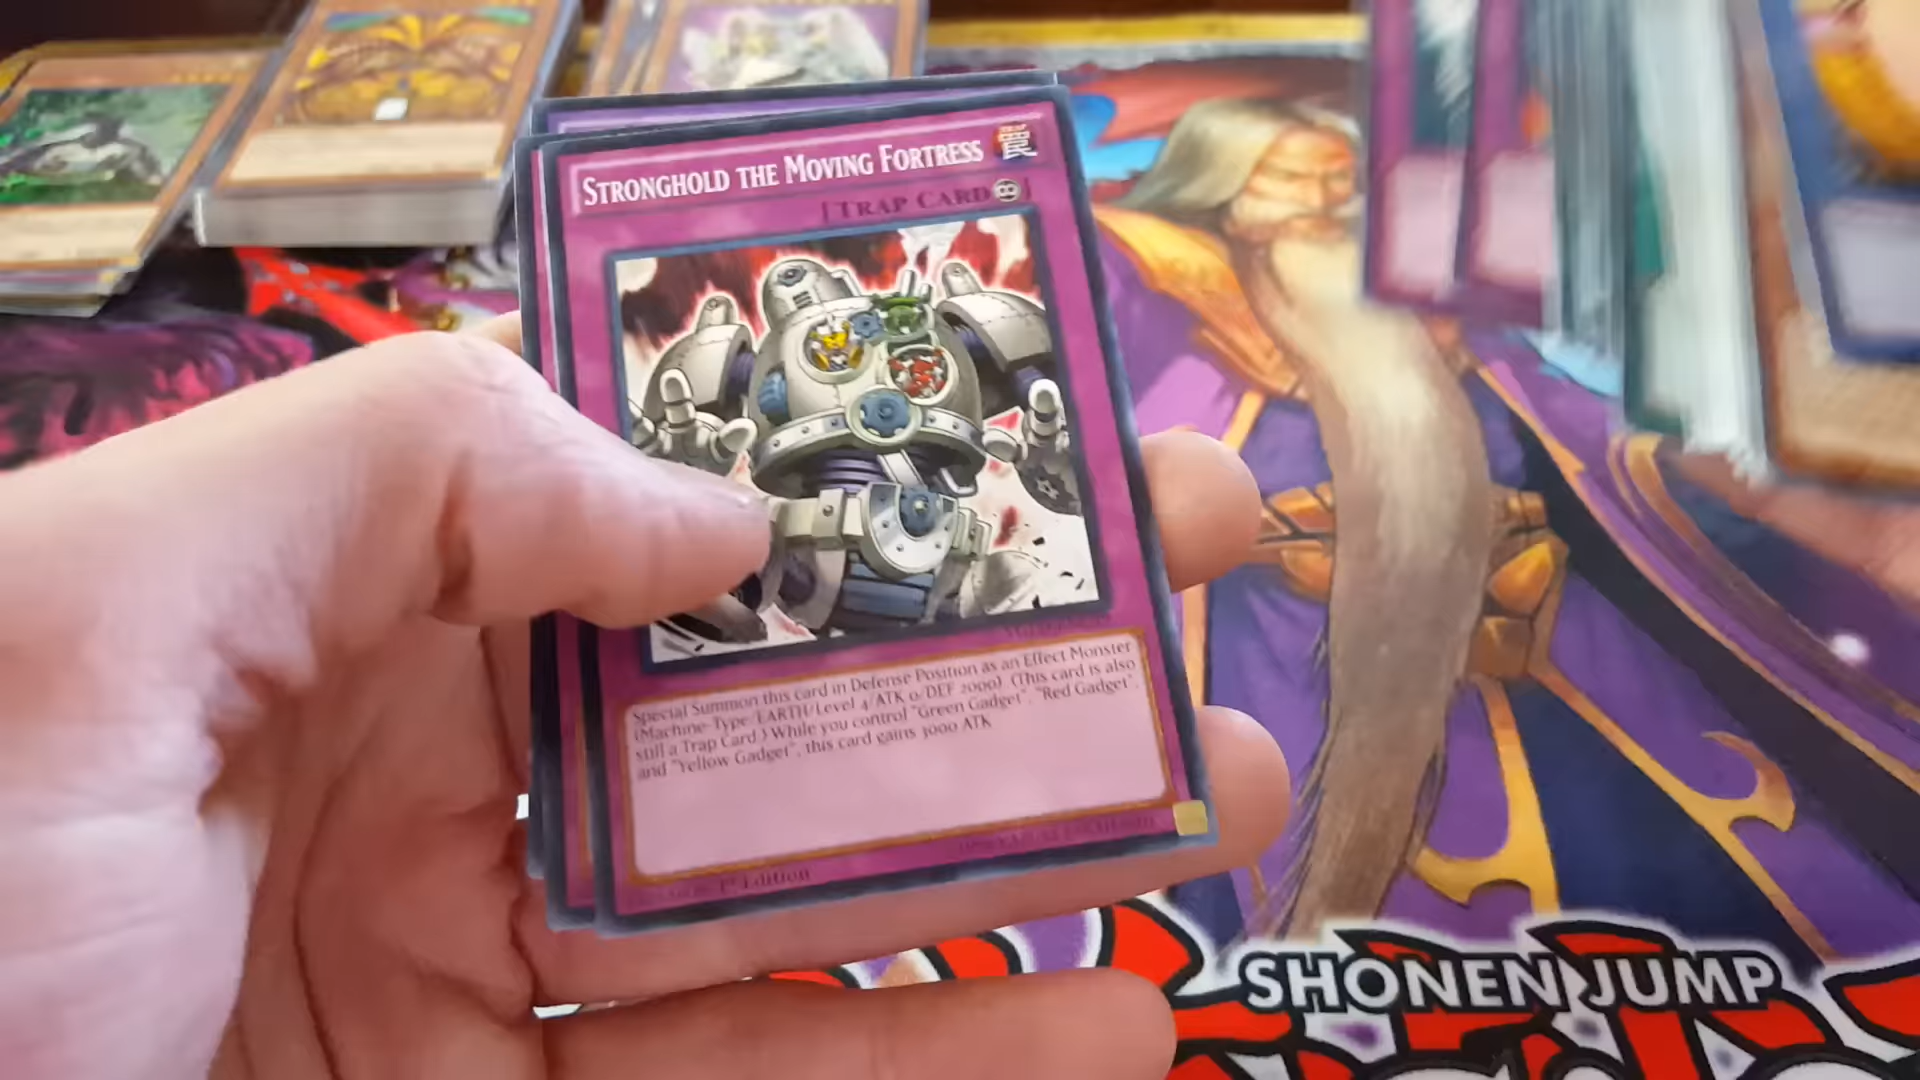 STRONGHOLD THE MOVING FORTRESS
TRAP
罠
[TRAP CARD ]
Special Summon this card in Defense Position as an Effect Monster
(Machine-Type/EARTH/Level 4/ATK 0/DEF 2000) (This card is also
still a Trap Card.) While you control "Green Gadget", "Red Gadget",
and "Yellow Gadget", this card gains 3000 ATK
1st Edition
SHONEN JUMP